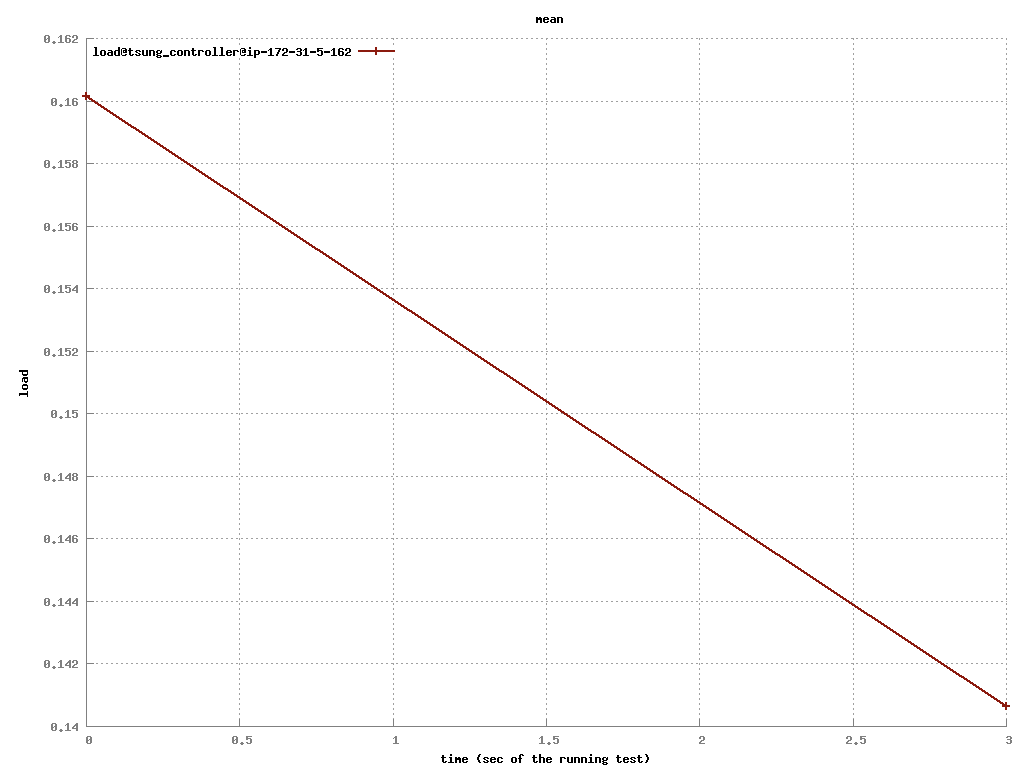 mean
load@tsung_controller@ip-172-31-5-162
0.162
0.16
0.158
0.156
0.154
0.152
0.15
0.148
0.146
0.144
0.142
0.14
load
0 0.5 1 1.5 2 2.5 3
time (sec of the running test)